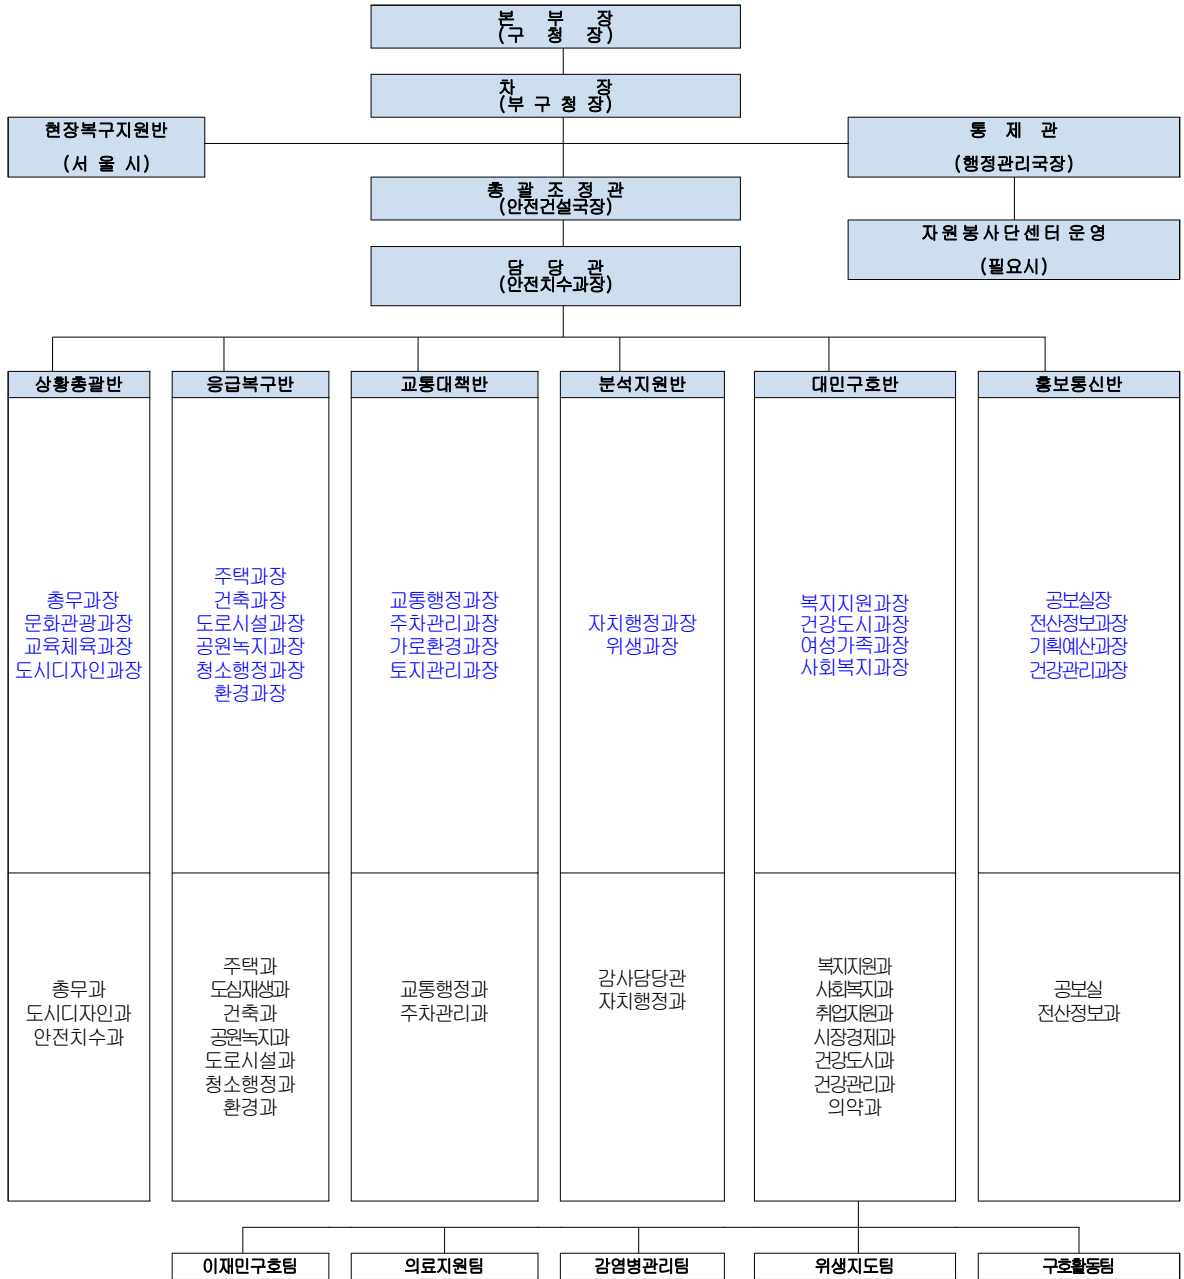 본 부 장
(구 청 장)
차 장
(부 구 청 장)
현장복구지원반
(서 울 시)
통 제 관
(행정관리국장)
총 괄 조 정 관
(안전건설국장)
자원봉사단센터 운영
(필요시)
담 당 관
(안전치수과장)
상황총괄반
응급복구반
교통대책반
분석지원반
대민구호반
홍보통신반
총무과장
문화관광과장
교육체육과장
도시디자인과장
주택과장
건축과장
도로시설과장
공원녹지과장
청소행정과장
환경과장
교통행정과장
주차관리과장
가로환경과장
토지관리과장
자치행정과장
위생과장
복지지원과장
건강도시과장
여성가족과장
사회복지과장
공보실장
전산정보과장
기획예산과장
건강관리과장
총무과
도시디자인과
안전치수과
주택과
도심재생과
건축과
공원녹지과
도로시설과
청소행정과
환경과
교통행정과
주차관리과
감사담당관
자치행정과
복지지원과
사회복지과
취업지원과
시장경제과
건강도시과
건강관리과
의약과
공보실
전산정보과
이재민구호팀
의료지원팀
감염병관리팀
위생지도팀
구호활동팀